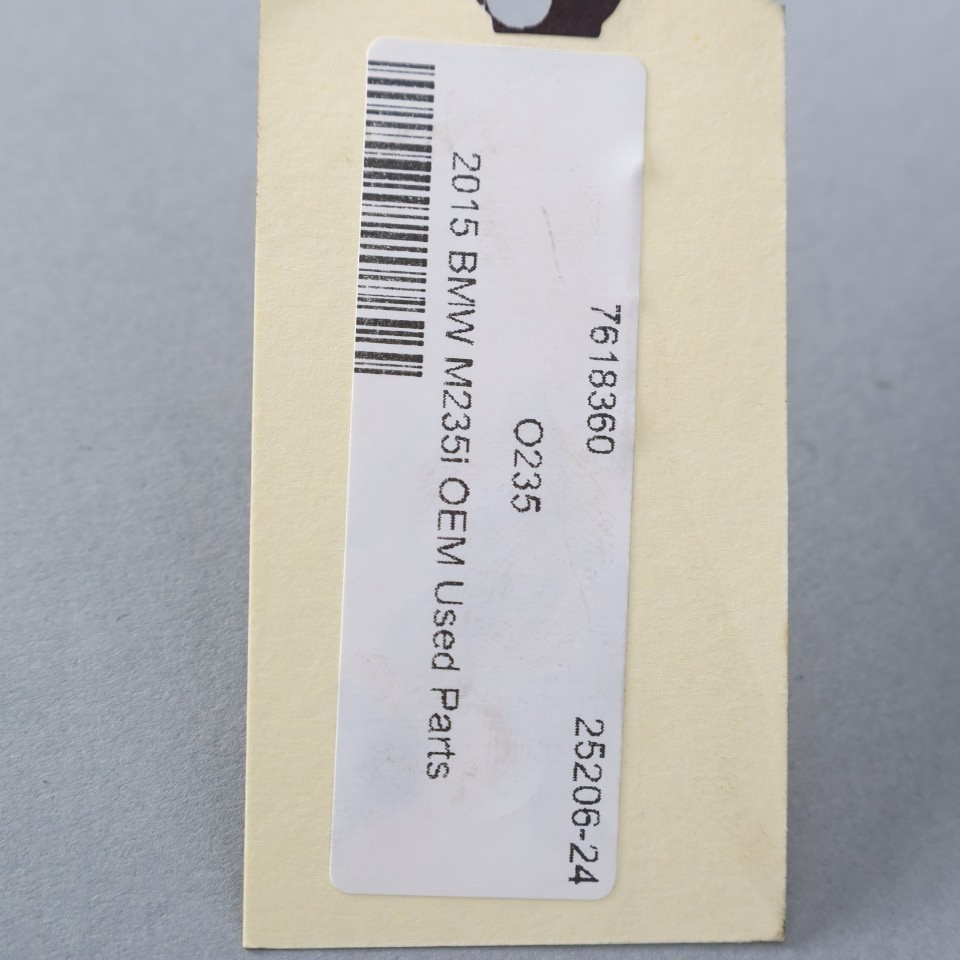 7618360 25206-24
O235
2015 BMW M235i OEM Used Parts